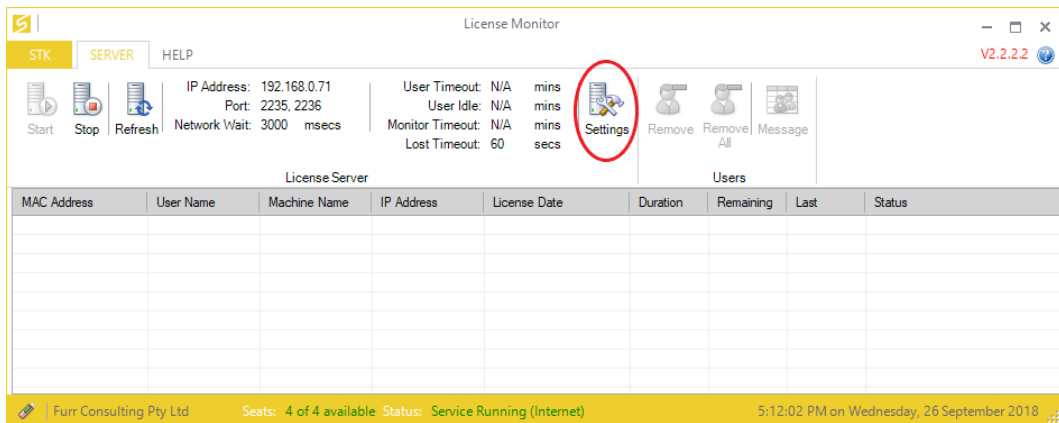 License Monitor
STK SERVER HELP V2.2.2.2
IP Address: 192.168.0.71 User Timeout: N/A mins
Port: 2235, 2236 User Idle: N/A mins
Network Wait: 3000 msecs Monitor Timeout: N/A mins
Lost Timeout: 60 secs
Start Stop Refresh Settings Remove Remove All Message
License Server Users
MAC Address User Name Machine Name IP Address License Date Duration Remaining Last Status
Furr Consulting Pty Ltd Seats: 4 of 4 available Status: Service Running (Internet) 5:12:02 PM on Wednesday, 26 September 2018